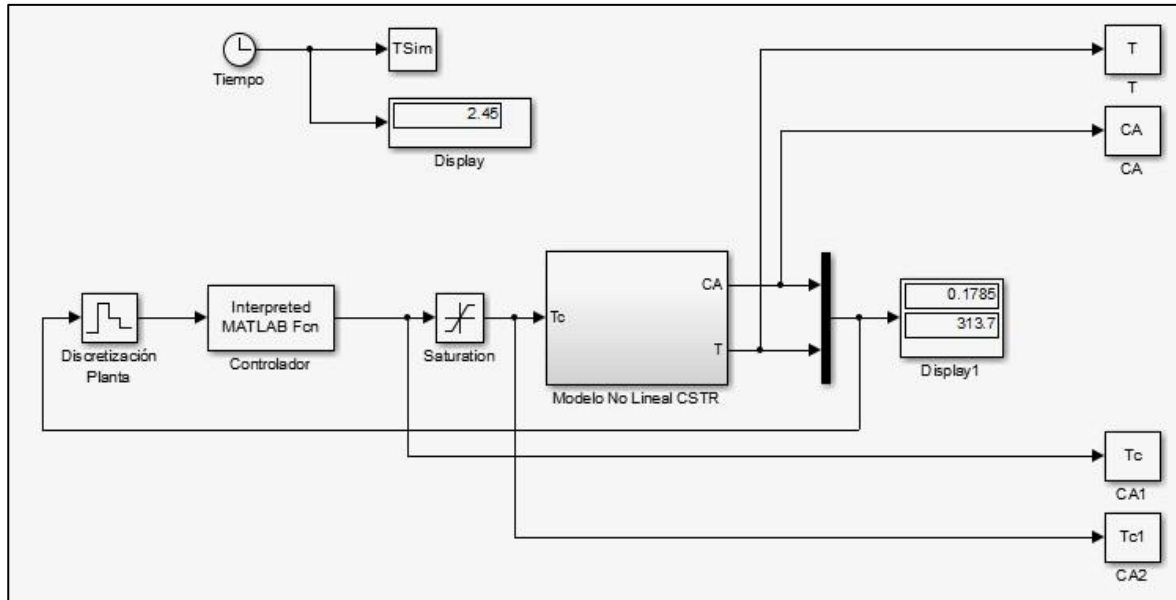 TSim
Tiempo
2.45
Display
T
T
CA
CA
Discretización
Planta
Interpreted
MATLAB Fcn
Controlador
Saturation
Tc
CA
T
Modelo No Lineal CSTR
0.1785
313.7
Display1
Tc
CA1
Tc1
CA2